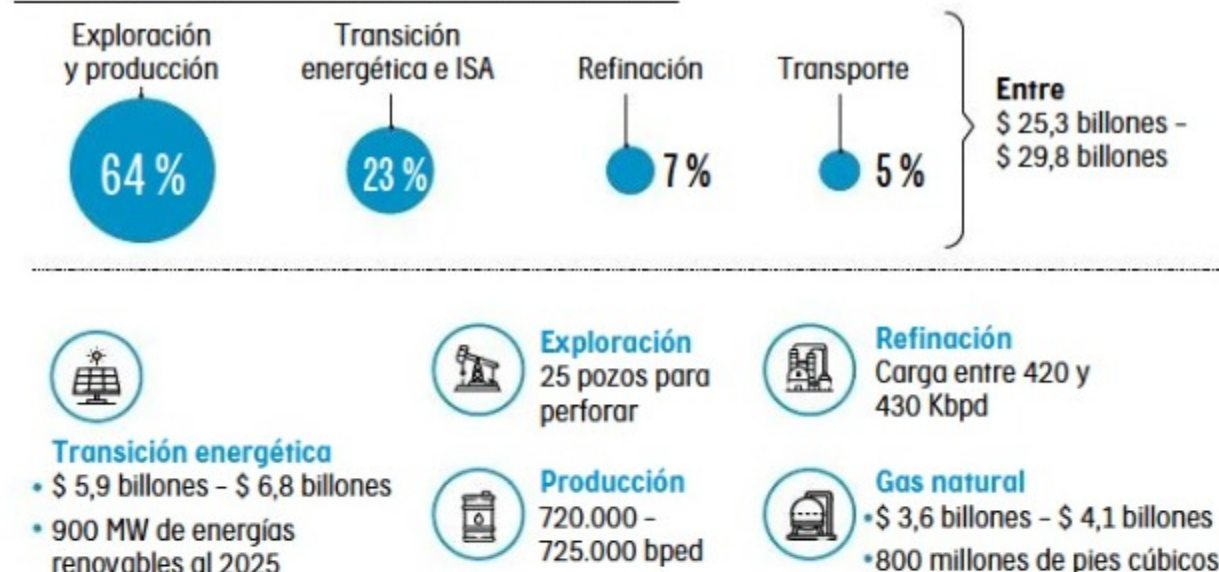 Exploración
y producción
64 %
Transición
energética e ISA
23 %
Refinación
7 %
Transporte
5 %
Entre
$ 25,3 billones –
$ 29,8 billones
Transición energética
• $ 5,9 billones – $ 6,8 billones
• 900 MW de energías
renovables al 2025
Exploración
25 pozos para
perforar
Producción
720.000 –
725.000 bped
Refinación
Carga entre 420 y
430 Kbpd
Gas natural
•$ 3,6 billones – $ 4,1 billones
•800 millones de pies cúbicos